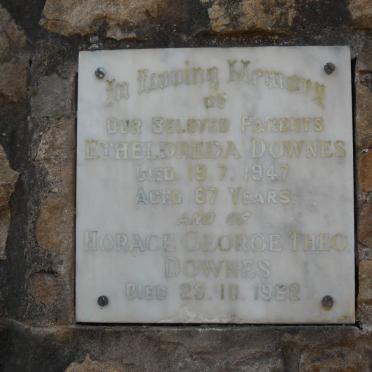 In Loving Memory
OF
OUR BELOVED PARENTS
ETHELDREDA DOWNES
DIED 19.7.1947
AGED 67 YEARS
AND OF
HORACE GEORGE THEO
DOWNES
DIED 29.10.1962